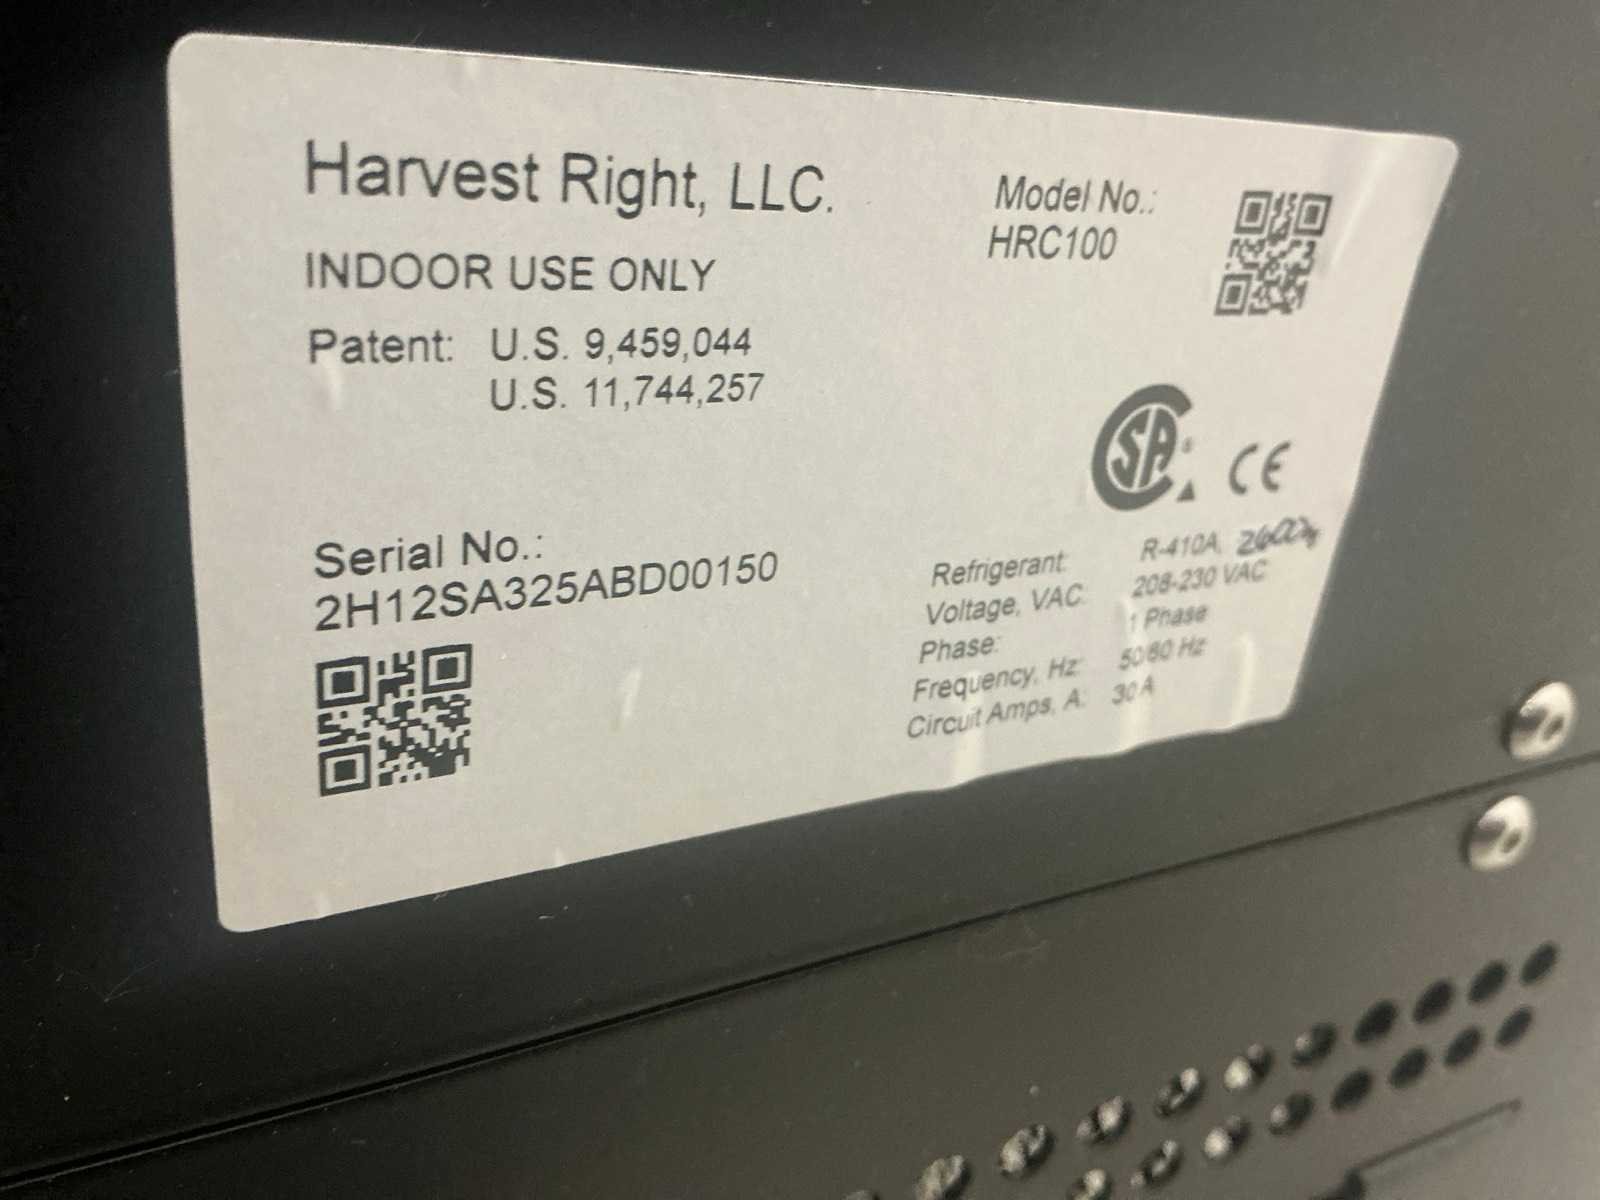 Harvest Right, LLC.
INDOOR USE ONLY
Patent: U.S. 9,459,044
U.S. 11,744,257
Model No.:
HRC100
CSA®
CE
Serial No.:
2H12SA325ABD00150
Refrigerant: R-410A,
Voltage, VAC: 208-230 VAC
Phase: 1 Phase
Frequency, Hz: 50/60 Hz
Circuit Amps, A: 30 A